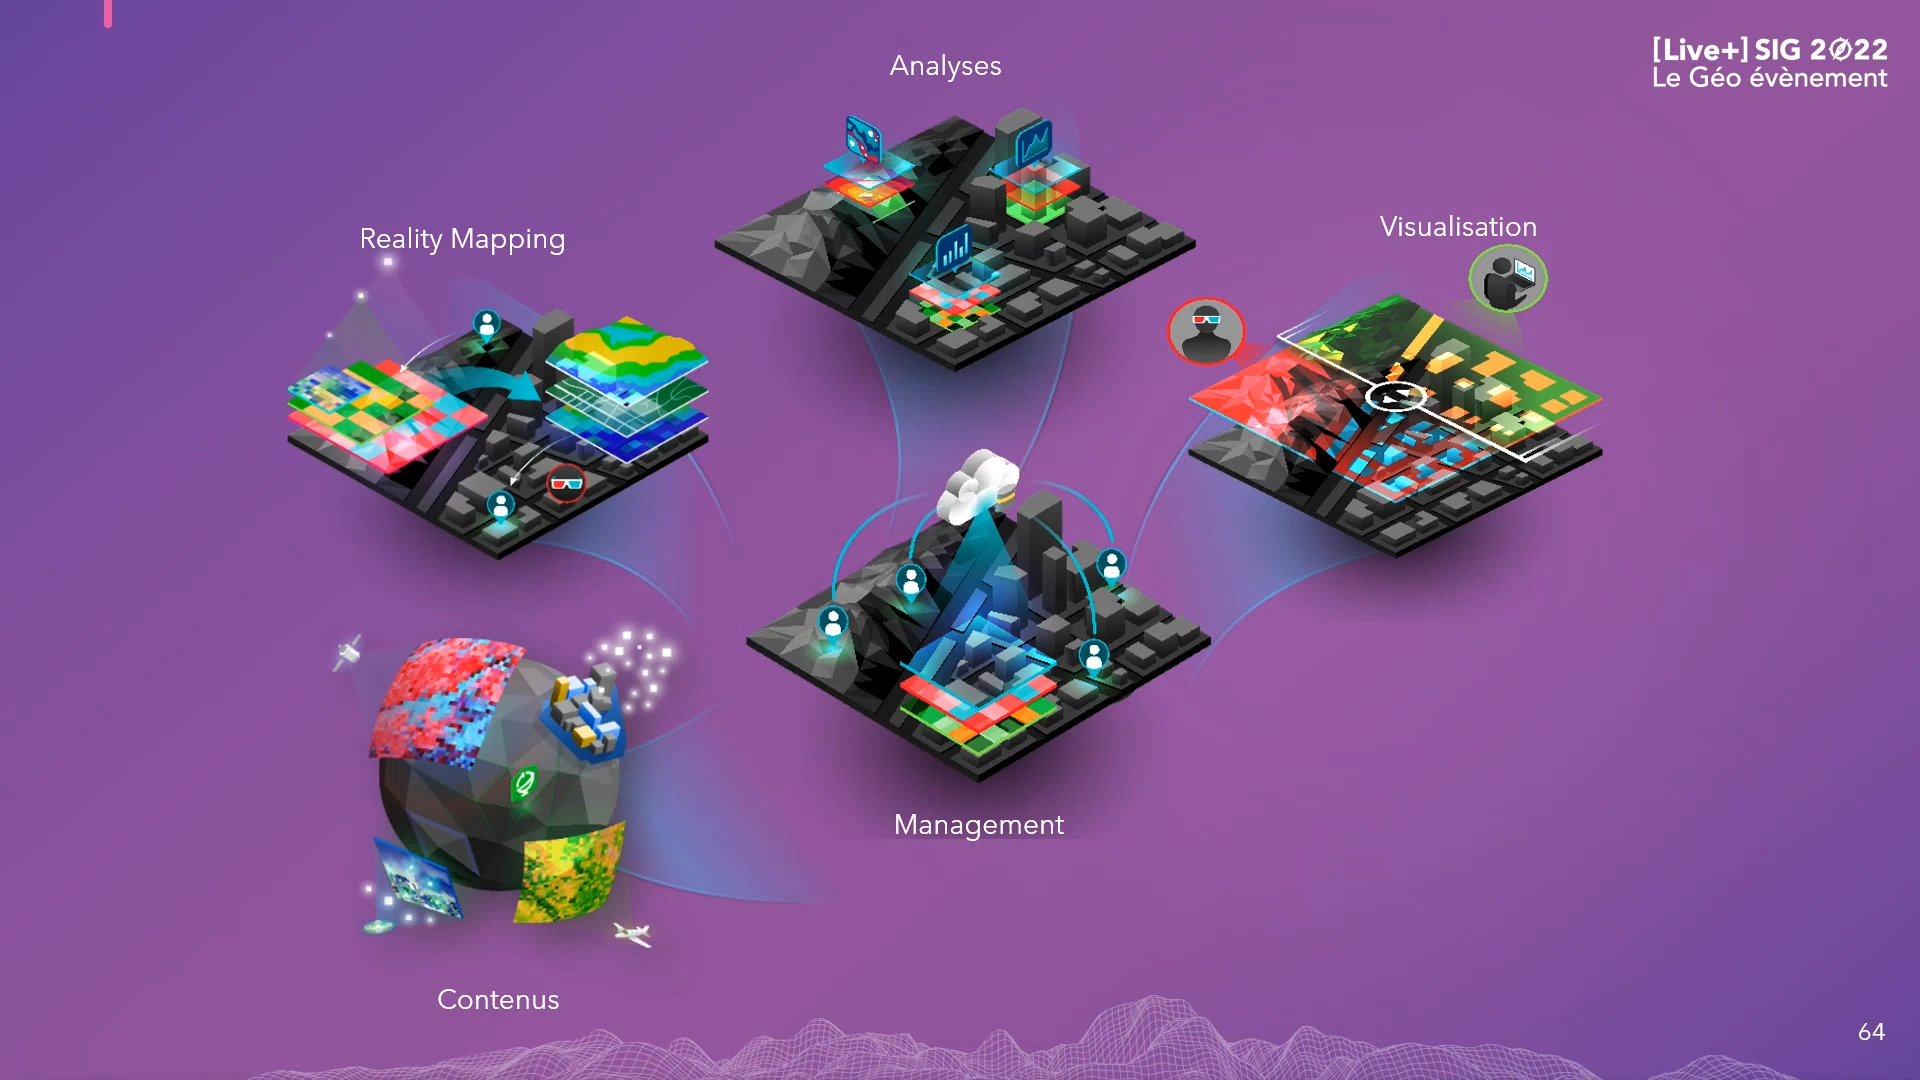 [Live+] SIG 2022
Le Géo évènement
Analyses
Reality Mapping
Visualisation
Management
Contenus
64